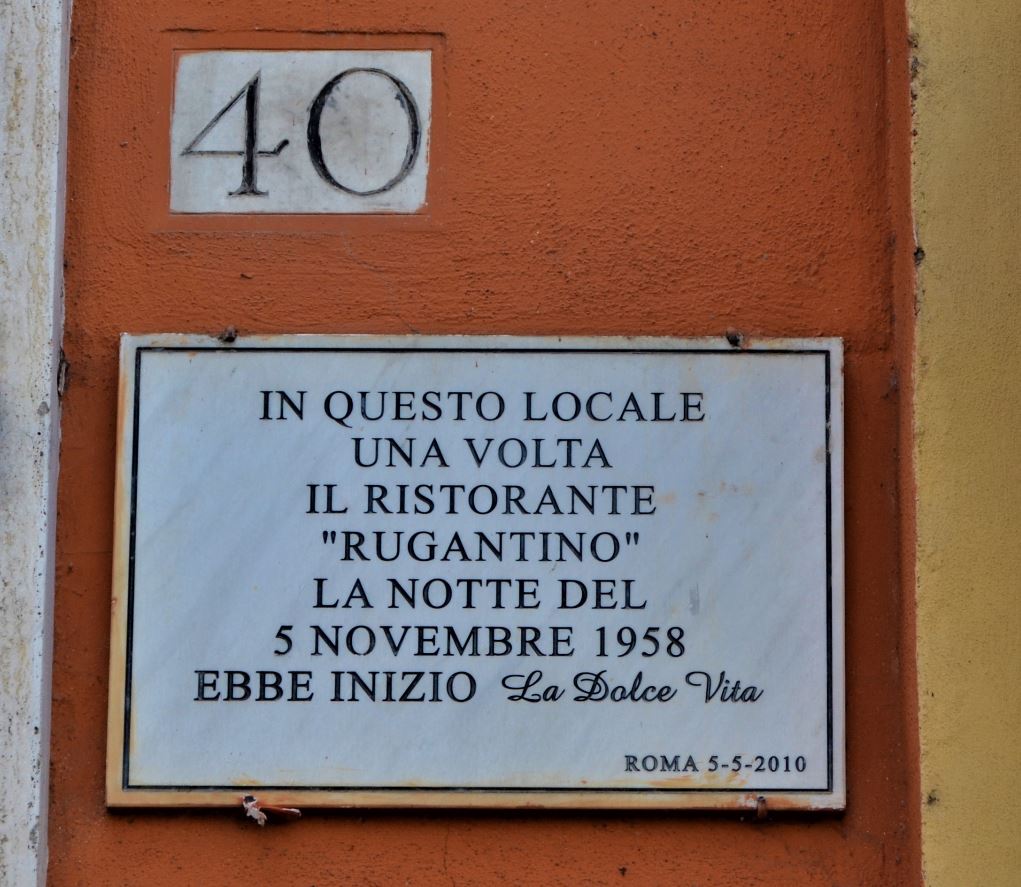 40
IN QUESTO LOCALE
UNA VOLTA
IL RISTORANTE
"RUGANTINO"
LA NOTTE DEL
5 NOVEMBRE 1958
EBBE INIZIO La Dolce Vita
ROMA 5-5-2010